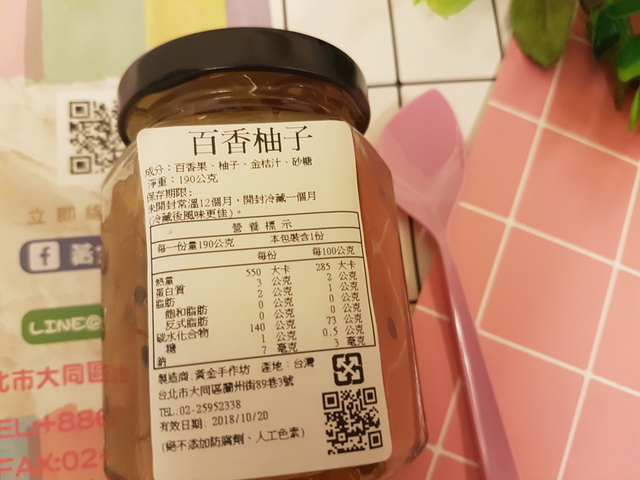 百香柚子
成分：百香果、柚子、金桔汁、砂糖
淨重：190公克
保存期限：
未開封常溫12個月，開封冷藏一個月
(冷藏後風味更佳)。
營養標示
每一份量190公克 本包裝含1份
每份 每100公克
熱量 550 大卡 285 大卡
蛋白質 3 公克 2 公克
脂肪 2 公克 1 公克
飽和脂肪 0 公克 0 公克
反式脂肪 0 公克 0 公克
碳水化合物 140 公克 73 公克
糖 1 公克 0.5 公克
鈉 7 毫克 3 毫克
製造商:黃金手作坊 產地：台灣
台北市大同區蘭州街89巷3號
TEL:02-25952338
有效日期: 2018/10/20
(絕不添加防腐劑、人工色素)
立即
f 黃
LINE@
北市大同區
EL:+886
FAX:02-